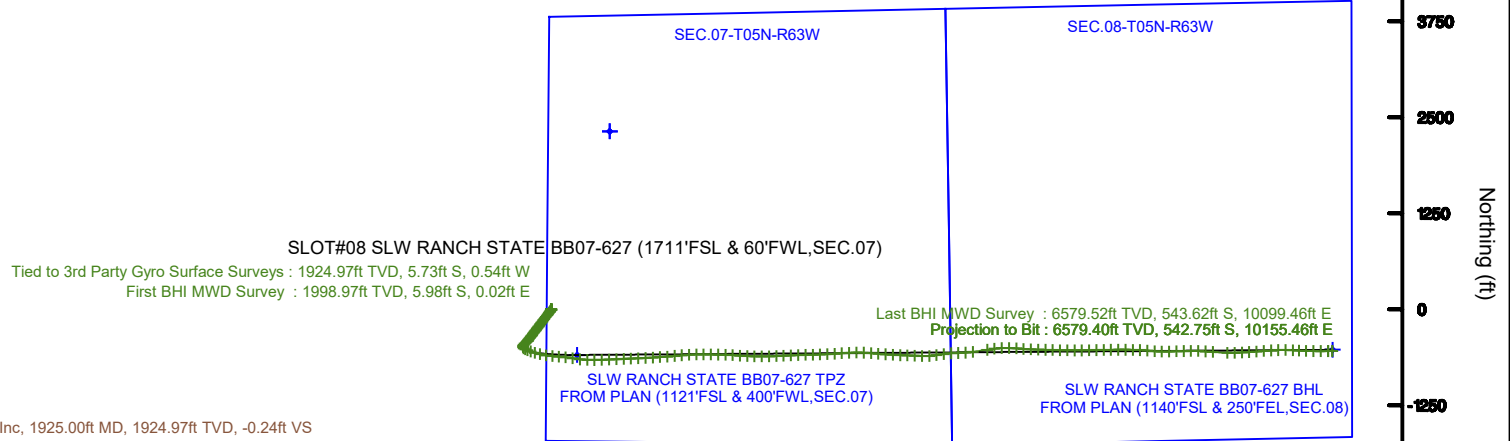 SEC.07-T05N-R63W
SEC.08-T05N-R63W
3750
2500
1250
0
-1250
Northing (ft)
SLOT#08 SLW RANCH STATE BB07-627 (1711'FSL & 60'FWL,SEC.07)
Tied to 3rd Party Gyro Surface Surveys : 1924.97ft TVD, 5.73ft S, 0.54ft W
First BHI MWD Survey : 1998.97ft TVD, 5.98ft S, 0.02ft E
Last BHI MWD Survey : 6579.52ft TVD, 543.62ft S, 10099.46ft E
Projection to Bit : 6579.40ft TVD, 542.75ft S, 10155.46ft E
SLW RANCH STATE BB07-627 TPZ
FROM PLAN (1121'FSL & 400'FWL,SEC.07)
SLW RANCH STATE BB07-627 BHL
FROM PLAN (1140'FSL & 250'FEL,SEC.08)
Inc, 1925.00ft MD, 1924.97ft TVD, -0.24ft VS